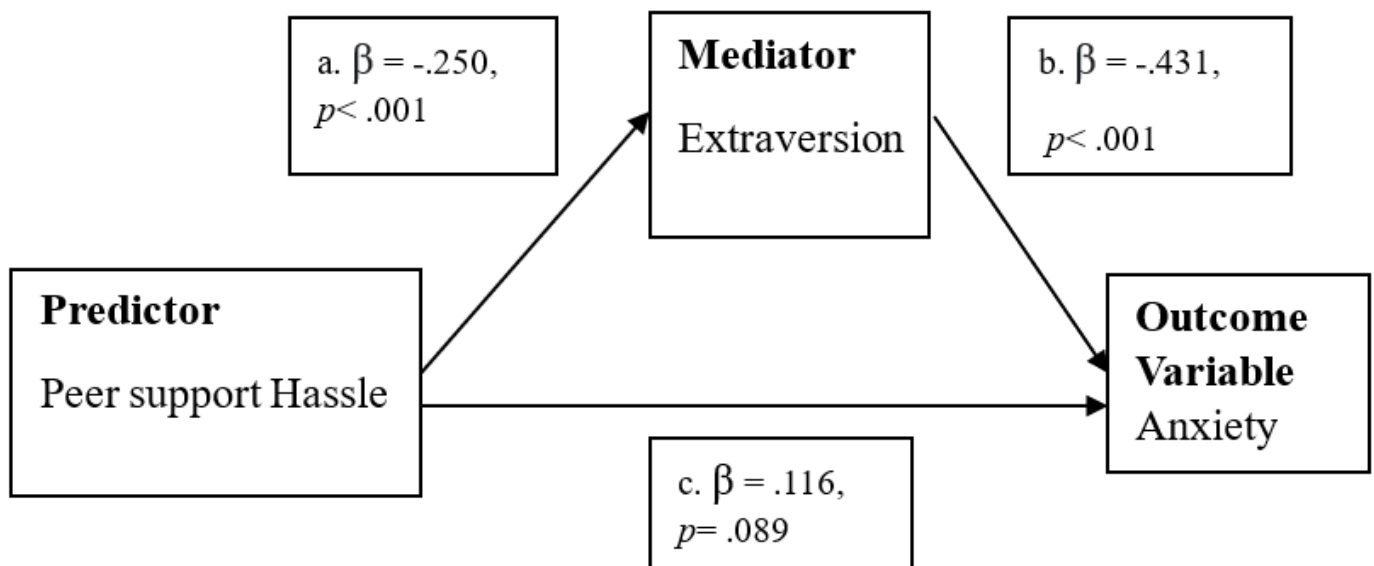 a. β = -.250,
p< .001
Mediator
Extraversion
b. β = -.431,
p< .001
Predictor
Peer support Hassle
Outcome
Variable
Anxiety
c. β = .116,
p= .089